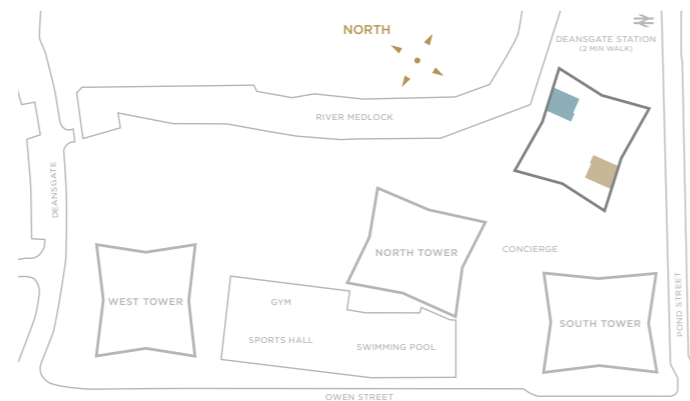 NORTH
DEANSGATE STATION
(2 MIN WALK)
RIVER MEDLOCK
DEANSGATE
NORTH TOWER
CONCIERGE
WEST TOWER
GYM
SPORTS HALL
SWIMMING POOL
SOUTH TOWER
POND STREET
OWEN STREET